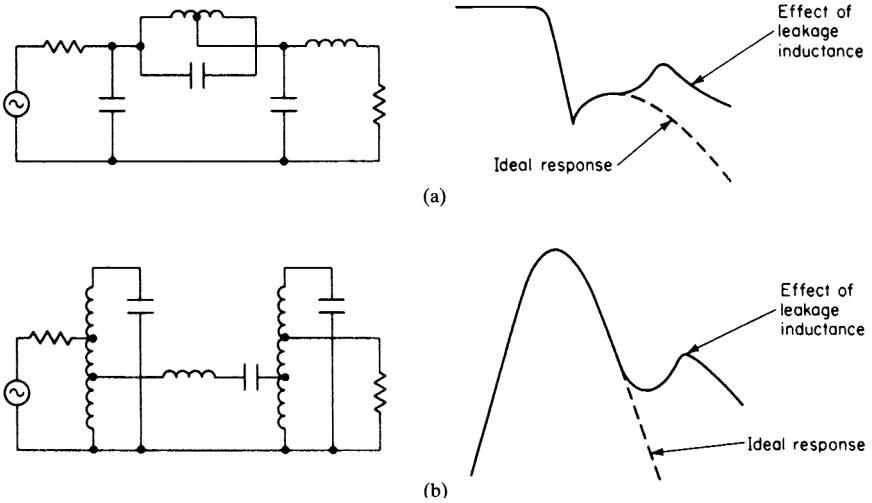 Effect of
leakage
inductance
Ideal response
(a)
Effect of
leakage
inductance
Ideal response
(b)